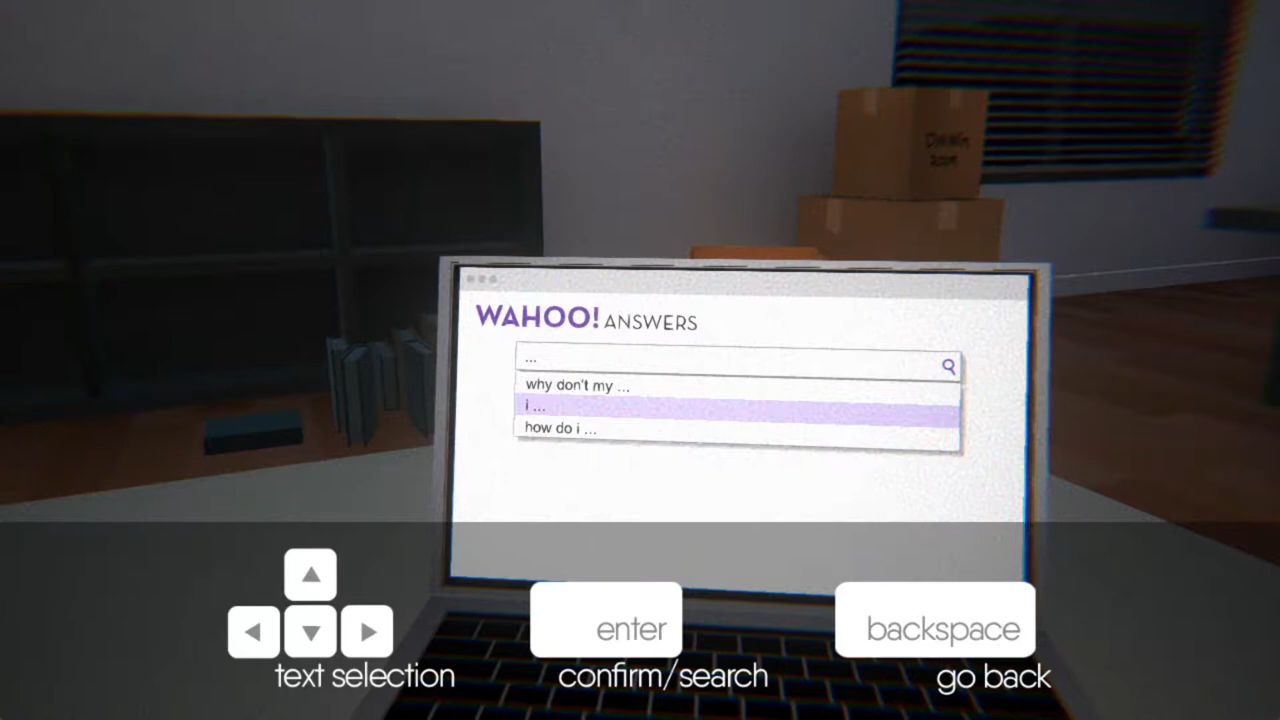 WAHOO! ANSWERS
...
why don't my ...
i ...
how do i ...
enter
backspace
text selection
confirm/search
go back